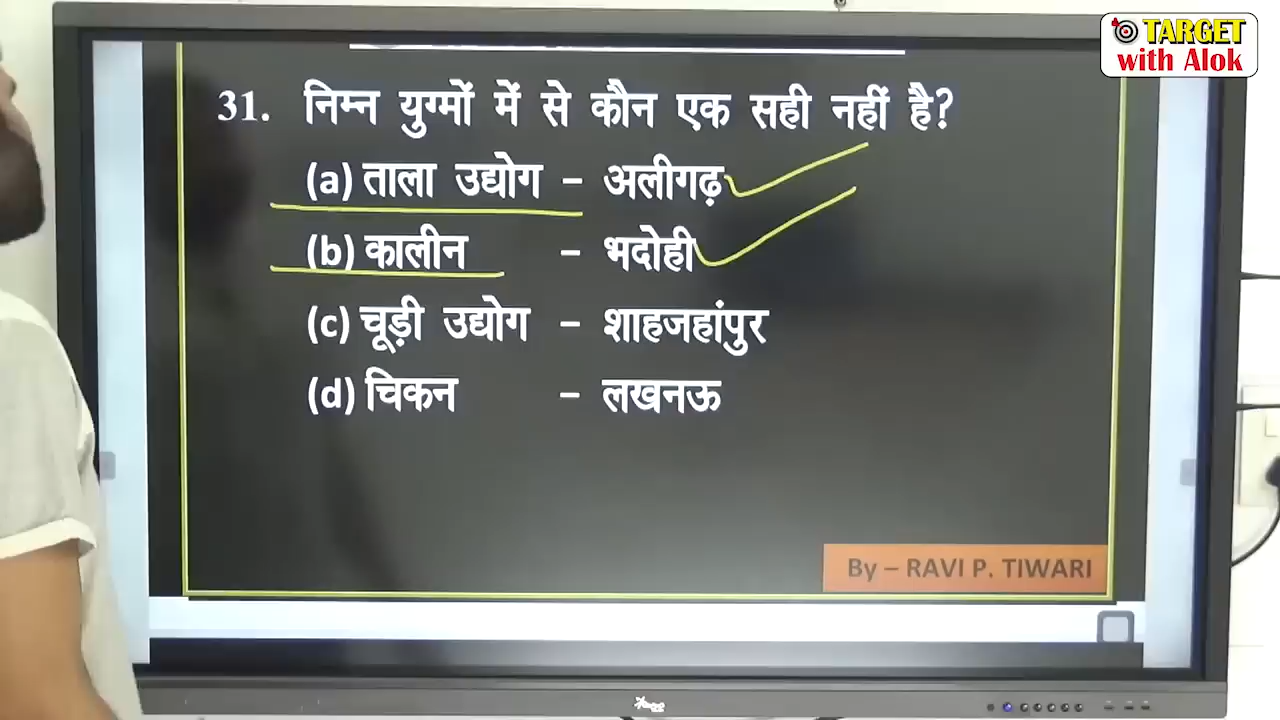 TARGET
with Alok
31. निम्न युग्मों में से कौन एक सही नहीं है?
(a) ताला उद्योग – अलीगढ़
(b) कालीन – भदोही
(c) चूड़ी उद्योग – शाहजहांपुर
(d) चिकन – लखनऊ
By – RAVI P. TIWARI